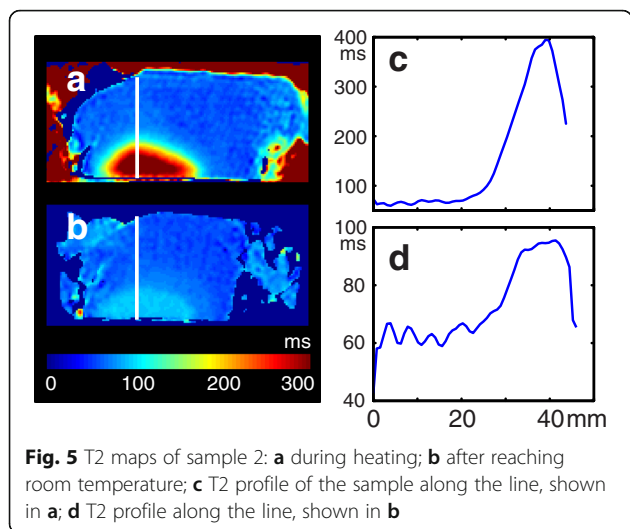 a
b
ms
0 100 200 300
400
ms
300
200
100
c
100
ms
80
60
40
d
0 20 40 mm
Fig. 5 T2 maps of sample 2: a during heating; b after reaching
room temperature; c T2 profile of the sample along the line, shown
in a; d T2 profile along the line, shown in b